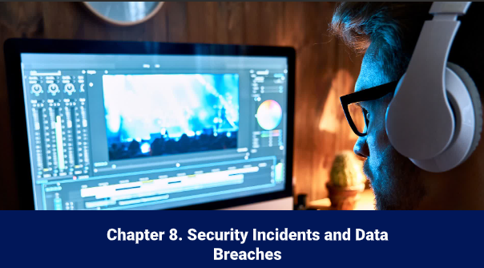 Chapter 8. Security Incidents and Data
Breaches